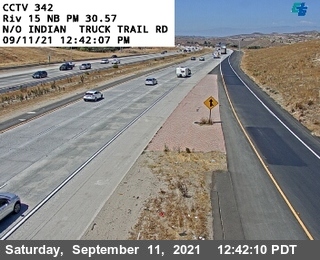 CCTV 342
Riv 15 NB PM 30.57
N/O INDIAN TRUCK TRAIL RD
09/11/21 12:42:07 PM
Saturday, September 11, 2021 12:42:10 PDT